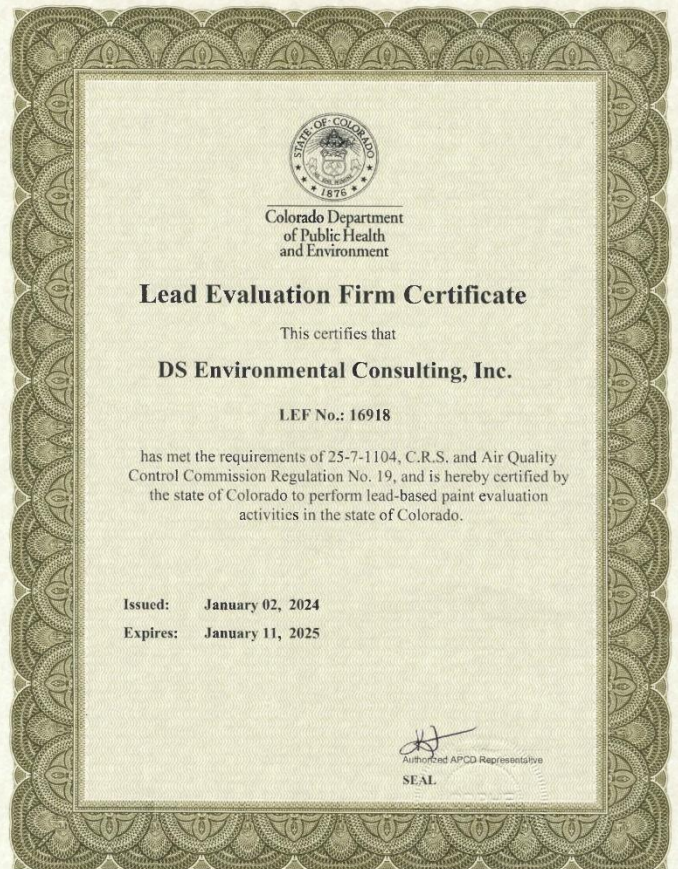 STATE·OF·COLORADO
1876
Colorado Department
of Public Health
and Environment
Lead Evaluation Firm Certificate
This certifies that
DS Environmental Consulting, Inc.
LEF No.: 16918
has met the requirements of 25-7-1104, C.R.S. and Air Quality
Control Commission Regulation No. 19, and is hereby certified by
the state of Colorado to perform lead-based paint evaluation
activities in the state of Colorado.
Issued: January 02, 2024
Expires: January 11, 2025
Authorized APCD Representative
SEAL